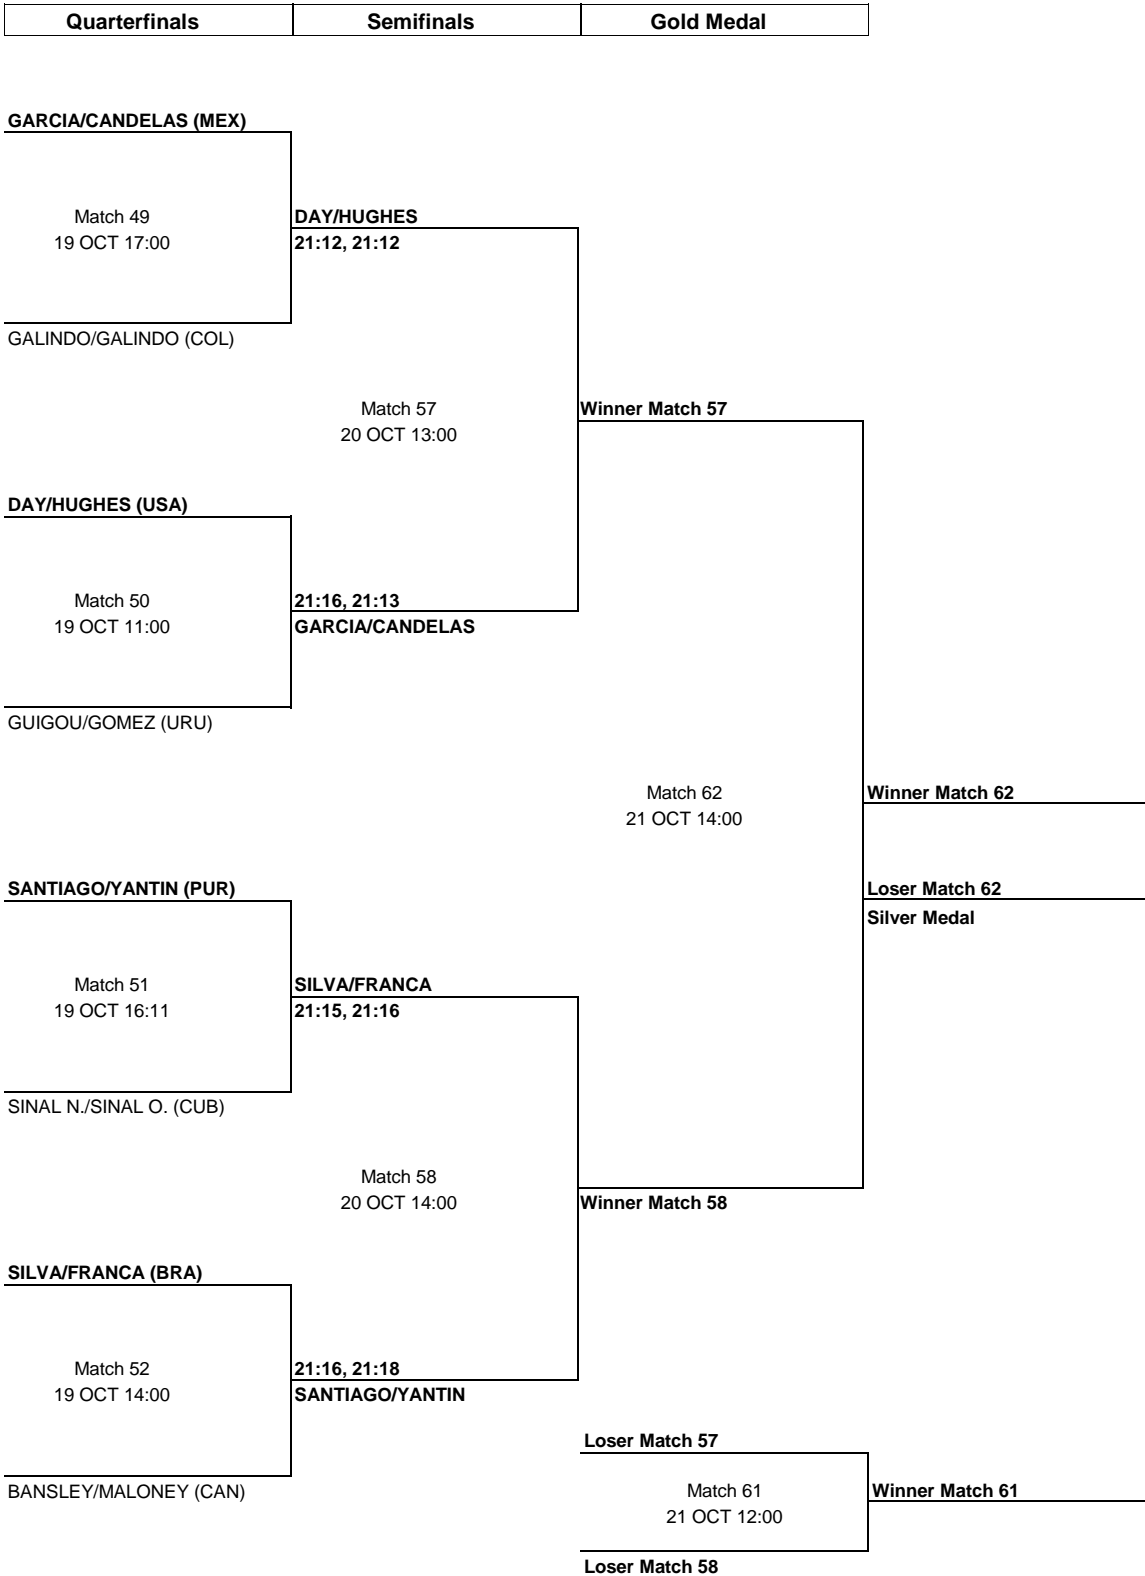 Quarterfinals Semifinals Gold Medal
GARCIA/CANDELAS (MEX)
Match 49 DAY/HUGHES
19 OCT 17:00 21:12, 21:12
GALINDO/GALINDO (COL)
Match 57 Winner Match 57
20 OCT 13:00
DAY/HUGHES (USA)
Match 50 21:16, 21:13
19 OCT 11:00 GARCIA/CANDELAS
GUIGOU/GOMEZ (URU)
Match 62 Winner Match 62
21 OCT 14:00
SANTIAGO/YANTIN (PUR) Loser Match 62
Silver Medal
Match 51 SILVA/FRANCA
19 OCT 16:11 21:15, 21:16
SINAL N./SINAL O. (CUB)
Match 58
20 OCT 14:00 Winner Match 58
SILVA/FRANCA (BRA)
Match 52 21:16, 21:18
19 OCT 14:00 SANTIAGO/YANTIN
Loser Match 57
BANSLEY/MALONEY (CAN) Match 61 Winner Match 61
21 OCT 12:00
Loser Match 58